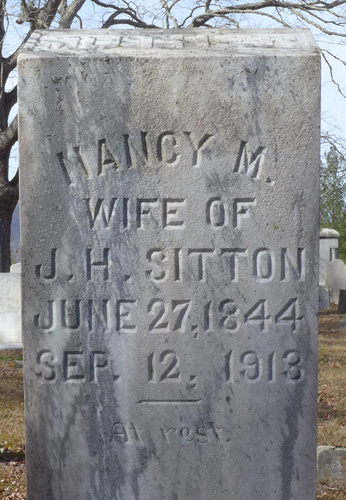 NANCY M.
WIFE OF
J. H. SITTON
JUNE 27, 1844
SEP. 12, 1913
At rest.